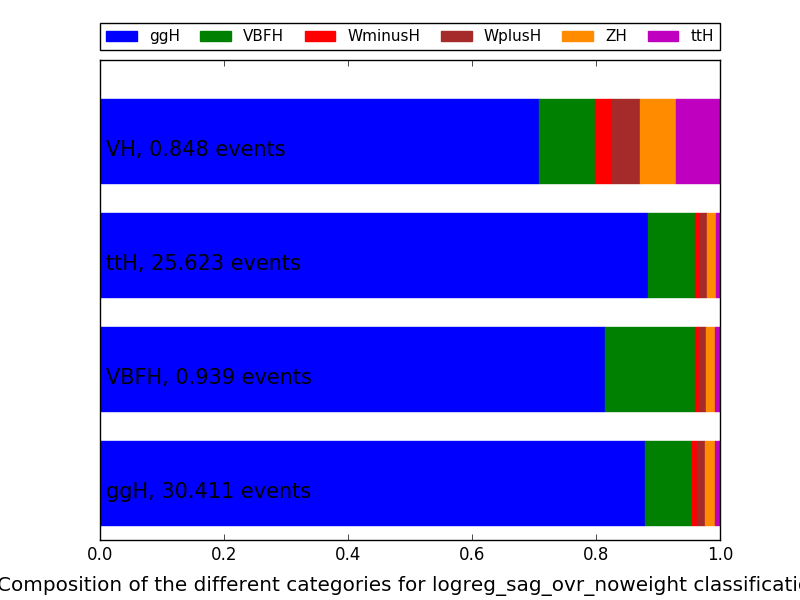 ggH VBFH WminusH WplusH ZH ttH
VH, 0.848 events
ttH, 25.623 events
VBFH, 0.939 events
ggH, 30.411 events
0.0 0.2 0.4 0.6 0.8 1.0
Composition of the different categories for logreg_sag_ovr_noweight classificati